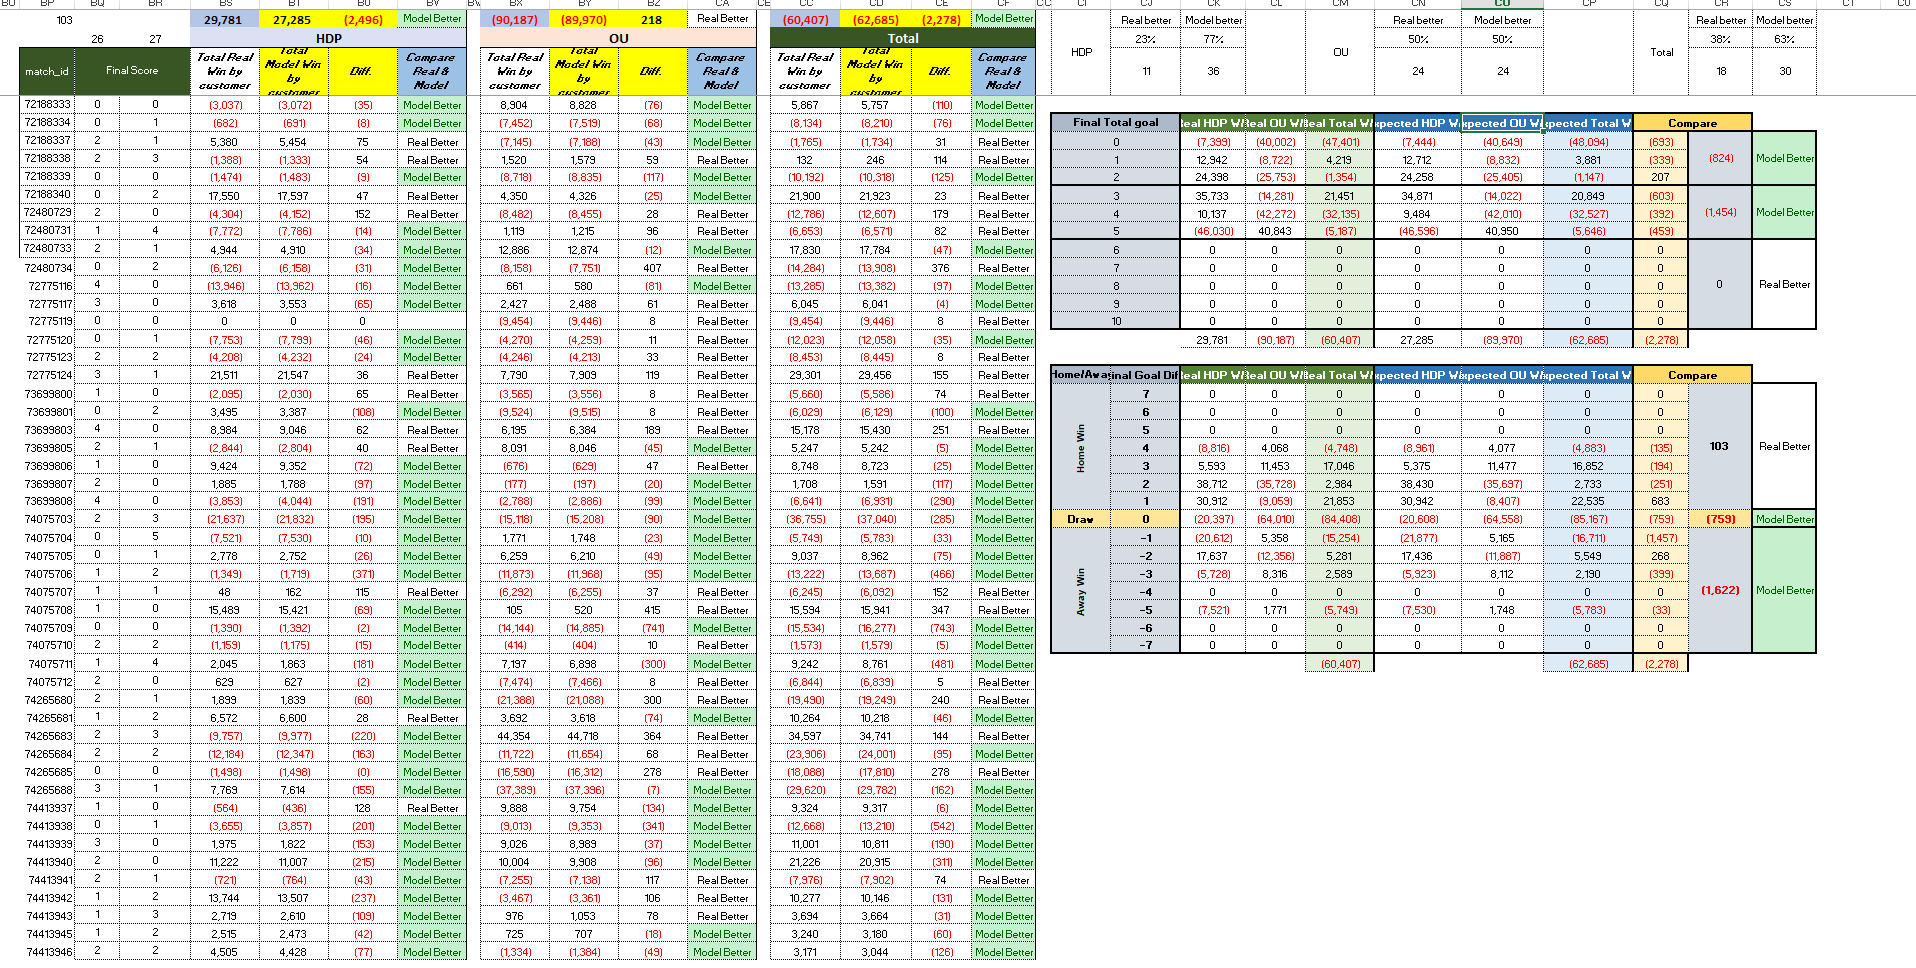 BO BP BQ BR BS BT BU BV BW BX BY BZ CA CB CC CD CE CF CG CI CJ CK CL CM CN CO CP CQ CR CS CT CU
103 29,781 27,285 (2,496) Model Better (90,187) (89,970) 218 Real Better (60,407) (62,685) (2,278) Model Better
26 27 HDP OU Total
match_id Final Score Total Real Win by customer Total Model Win by customer Diff. Compare Real & Model Total Real Win by customer Total Model Win by customer Diff. Compare Real & Model Total Real Win by customer Total Model Win by customer Diff. Compare Real & Model
72188333 0 0 (3,037) (3,072) (35) Model Better 8,904 8,828 (76) Model Better 5,867 5,757 (110) Model Better
72188334 0 1 (682) (691) (8) Model Better (7,452) (7,519) (68) Model Better (8,134) (8,210) (76) Model Better
72188337 2 1 5,380 5,454 75 Real Better (7,145) (7,188) (43) Model Better (1,765) (1,734) 31 Real Better
72188338 2 3 (1,388) (1,333) 54 Real Better 1,520 1,579 59 Real Better 132 246 114 Real Better
72188339 0 0 (1,474) (1,483) (9) Model Better (8,718) (8,835) (117) Model Better (10,192) (10,318) (125) Model Better
72188340 2 0 17,550 17,597 47 Real Better 4,350 4,326 (25) Model Better 21,900 21,923 23 Real Better
72480729 2 0 (4,304) (4,152) 152 Real Better (8,482) (8,455) 28 Real Better (12,786) (12,607) 179 Real Better
72480731 1 4 (7,772) (7,786) (14) Model Better 1,119 1,215 96 Real Better (6,653) (6,571) 82 Real Better
72480733 2 1 4,944 4,910 (34) Model Better 12,886 12,874 (12) Model Better 17,830 17,784 (47) Model Better
72480734 0 2 (6,126) (6,158) (31) Model Better (8,158) (7,751) 407 Real Better (14,284) (13,908) 376 Real Better
72775116 4 0 (13,946) (13,962) (16) Model Better 661 580 (81) Model Better (13,285) (13,382) (97) Model Better
72775117 3 0 3,618 3,553 (65) Model Better 2,427 2,488 61 Real Better 6,045 6,041 (4) Model Better
72775119 0 0 0 0 0 (9,454) (9,446) 8 Real Better (9,454) (9,446) 8 Real Better
72775120 0 1 (7,753) (7,799) (46) Model Better (4,270) (4,259) 11 Real Better (12,023) (12,058) (35) Model Better
72775123 2 2 (4,208) (4,232) (24) Model Better (4,246) (4,213) 33 Real Better (8,453) (8,445) 8 Real Better
72775124 3 1 21,511 21,547 36 Real Better 7,790 7,909 119 Real Better 29,301 29,456 155 Real Better
73699800 1 0 (2,095) (2,030) 65 Real Better (3,565) (3,556) 8 Real Better (5,660) (5,586) 74 Real Better
73699801 0 2 3,495 3,387 (108) Model Better (9,524) (9,515) 8 Real Better (6,029) (6,129) (100) Model Better
73699803 4 0 8,984 9,046 62 Real Better 6,195 6,384 189 Real Better 15,178 15,430 251 Real Better
73699805 2 1 (2,844) (2,804) 40 Real Better 8,091 8,046 (45) Model Better 5,247 5,242 (5) Model Better
73699806 1 0 9,424 9,352 (72) Model Better (676) (629) 47 Real Better 8,748 8,723 (25) Model Better
73699807 2 0 1,885 1,788 (97) Model Better (177) (197) (20) Model Better 1,708 1,591 (117) Model Better
73699808 4 0 (3,853) (4,044) (191) Model Better (2,788) (2,886) (99) Model Better (6,641) (6,931) (290) Model Better
74075703 2 3 (21,637) (21,832) (195) Model Better (15,118) (15,208) (90) Model Better (36,755) (37,040) (285) Model Better
74075704 0 5 (7,521) (7,530) (10) Model Better 1,771 1,748 (23) Model Better (5,749) (5,783) (33) Model Better
74075705 0 1 2,778 2,752 (26) Model Better 6,259 6,210 (49) Model Better 9,037 8,962 (75) Model Better
74075706 1 2 (1,349) (1,719) (371) Model Better (11,873) (11,968) (95) Model Better (13,222) (13,687) (466) Model Better
74075707 1 1 48 162 115 Real Better (6,292) (6,255) 37 Real Better (6,245) (6,092) 152 Real Better
74075708 1 0 15,489 15,421 (69) Model Better 105 520 415 Real Better 15,594 15,941 347 Real Better
74075709 0 0 (1,390) (1,392) (2) Model Better (14,144) (14,885) (741) Model Better (15,534) (16,277) (743) Model Better
74075710 2 2 (1,159) (1,175) (15) Model Better (414) (404) 10 Real Better (1,573) (1,579) (5) Model Better
74075711 1 4 2,045 1,863 (181) Model Better 7,197 6,898 (300) Model Better 9,242 8,761 (481) Model Better
74075712 2 0 629 627 (2) Model Better (7,474) (7,466) 8 Real Better (6,844) (6,839) 5 Real Better
74265680 2 1 1,899 1,839 (60) Model Better (21,388) (21,088) 300 Real Better (19,490) (19,249) 240 Real Better
74265681 1 2 6,572 6,600 28 Real Better 3,692 3,618 (74) Model Better 10,264 10,218 (46) Model Better
74265683 2 3 (9,757) (9,977) (220) Model Better 44,354 44,718 364 Real Better 34,597 34,741 144 Real Better
74265684 2 2 (12,184) (12,347) (163) Model Better (11,722) (11,654) 68 Real Better (23,906) (24,001) (95) Model Better
74265685 0 0 (1,498) (1,498) (0) Model Better (16,590) (16,312) 278 Real Better (18,088) (17,810) 278 Real Better
74265688 3 1 7,769 7,614 (155) Model Better (37,389) (37,396) (7) Model Better (29,620) (29,782) (162) Model Better
74413937 1 0 (564) (436) 128 Real Better 9,888 9,754 (134) Model Better 9,324 9,317 (6) Model Better
74413938 0 1 (3,655) (3,857) (201) Model Better (9,013) (9,353) (341) Model Better (12,668) (13,210) (542) Model Better
74413939 3 0 1,975 1,822 (153) Model Better 9,026 8,989 (37) Model Better 11,001 10,811 (190) Model Better
74413940 2 0 11,222 11,007 (215) Model Better 10,004 9,908 (96) Model Better 21,226 20,915 (311) Model Better
74413941 2 1 (721) (764) (43) Model Better (7,255) (7,138) 117 Real Better (7,976) (7,902) 74 Real Better
74413942 1 2 13,744 13,507 (237) Model Better (3,467) (3,361) 106 Real Better 10,277 10,146 (131) Model Better
74413943 1 3 2,719 2,610 (109) Model Better 976 1,053 78 Real Better 3,694 3,664 (31) Model Better
74413945 1 2 2,515 2,473 (42) Model Better 725 707 (18) Model Better 3,240 3,180 (60) Model Better
74413946 2 2 4,505 4,428 (77) Model Better (1,334) (1,384) (49) Model Better 3,171 3,044 (126) Model Better
Real better Model better Real better Model better Real better Model better
HDP 23% 77% OU 50% 50% Total 38% 63%
11 36 24 24 18 30
Final Total goal eal HDP W eal OU W eal Total W xpected HDP W xpected OU W xpected Total W Compare
0 (7,399) (40,002) (47,401) (7,444) (40,649) (48,094) (693)
1 12,942 (8,722) 4,219 12,712 (8,832) 3,881 (339) (824) Model Better
2 24,398 (25,753) (1,354) 24,258 (25,405) (1,147) 207
3 35,733 (14,281) 21,451 34,871 (14,022) 20,849 (603)
4 10,137 (42,272) (32,135) 9,484 (42,010) (32,527) (392) (1,454) Model Better
5 (46,030) 40,843 (5,187) (46,596) 40,950 (5,646) (459)
6 0 0 0 0 0 0 0
7 0 0 0 0 0 0 0
8 0 0 0 0 0 0 0 0 Real Better
9 0 0 0 0 0 0 0
10 0 0 0 0 0 0 0
29,781 (90,187) (60,407) 27,285 (89,970) (62,685) (2,278)
Home/Away inal Goal Dif eal HDP W eal OU W eal Total W xpected HDP W xpected OU W xpected Total W Compare
7 0 0 0 0 0 0 0
6 0 0 0 0 0 0 0
5 0 0 0 0 0 0 0
Home Win 4 (8,816) 4,068 (4,748) (8,961) 4,077 (4,883) (135) 103 Real Better
3 5,593 11,453 17,046 5,375 11,477 16,852 (194)
2 38,712 (35,728) 2,984 38,430 (35,697) 2,733 (251)
1 30,912 (9,059) 21,853 30,942 (8,407) 22,535 683
Draw 0 (20,397) (64,010) (84,408) (20,608) (64,558) (85,167) (759) (759) Model Better
-1 (20,612) 5,358 (15,254) (21,877) 5,165 (16,711) (1,457)
-2 17,637 (12,356) 5,281 17,436 (11,887) 5,549 268
-3 (5,728) 8,316 2,589 (5,923) 8,112 2,190 (399)
Away Win -4 0 0 0 0 0 0 0 (1,622) Model Better
-5 (7,521) 1,771 (5,749) (7,530) 1,748 (5,783) (33)
-6 0 0 0 0 0 0 0
-7 0 0 0 0 0 0 0
(60,407) (62,685) (2,278)